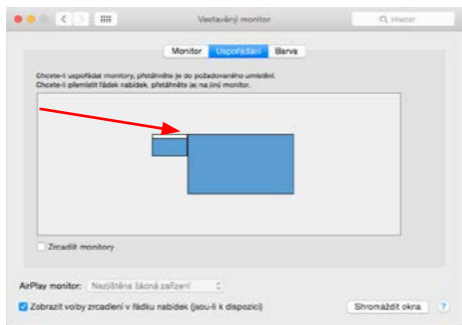 Vestavěný monitor
Hledat
Monitor Uspořádání Barva
Chcete-li uspořádat monitory, přetáhněte je do požadovaného umístění.
Chcete-li přemístit řádek nabídek, přetáhněte jej na jiný monitor.
Zrcadlit monitory
AirPlay monitor: Nezjištěna žádná zařízení
Zobrazit volby zrcadlení v řádku nabídek (jsou-li k dispozici)
Shromáždit okna ?